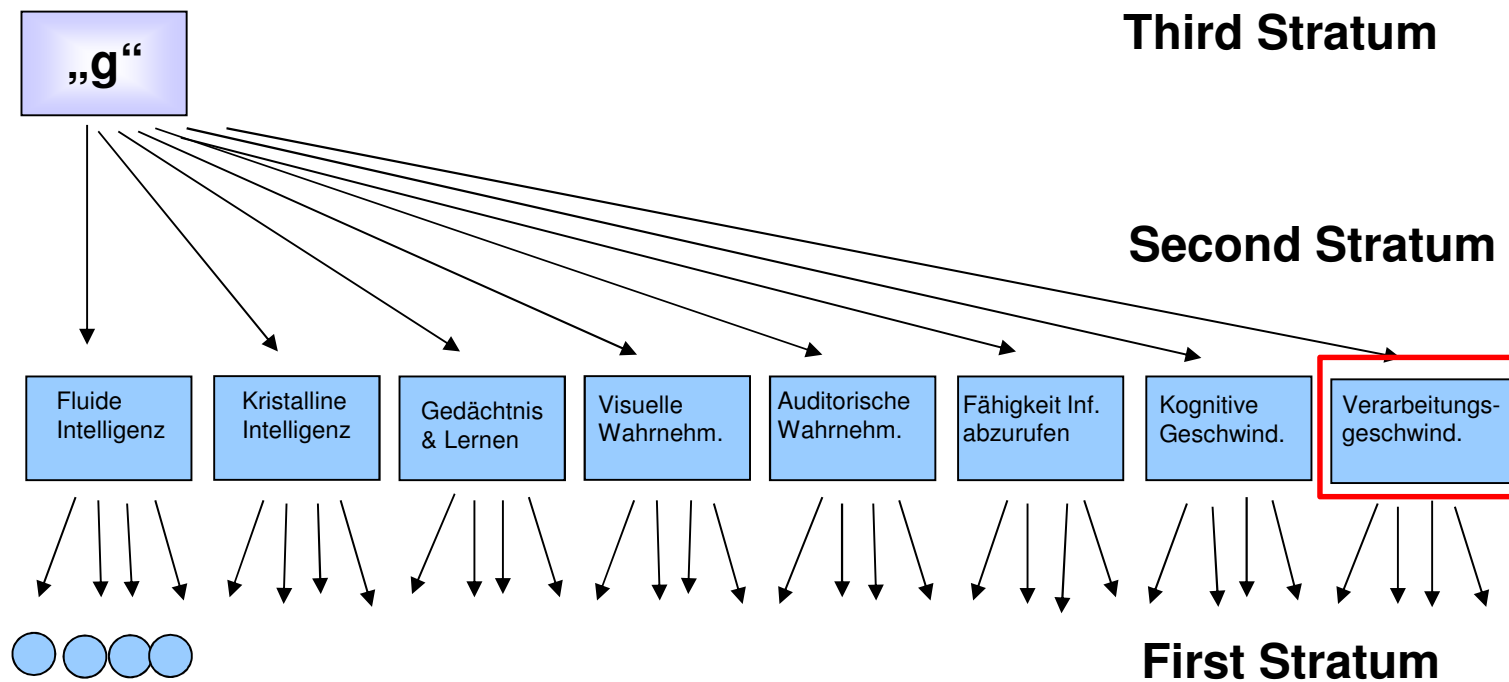 Third Stratum
„g“
Second Stratum
Fluide
Intelligenz
Kristalline
Intelligenz
Gedächtnis
& Lernen
Visuelle
Wahrnehm.
Auditorische
Wahrnehm.
Fähigkeit Inf.
abzurufen
Kognitive
Geschwind.
Verarbeitungs-
geschwind.
First Stratum